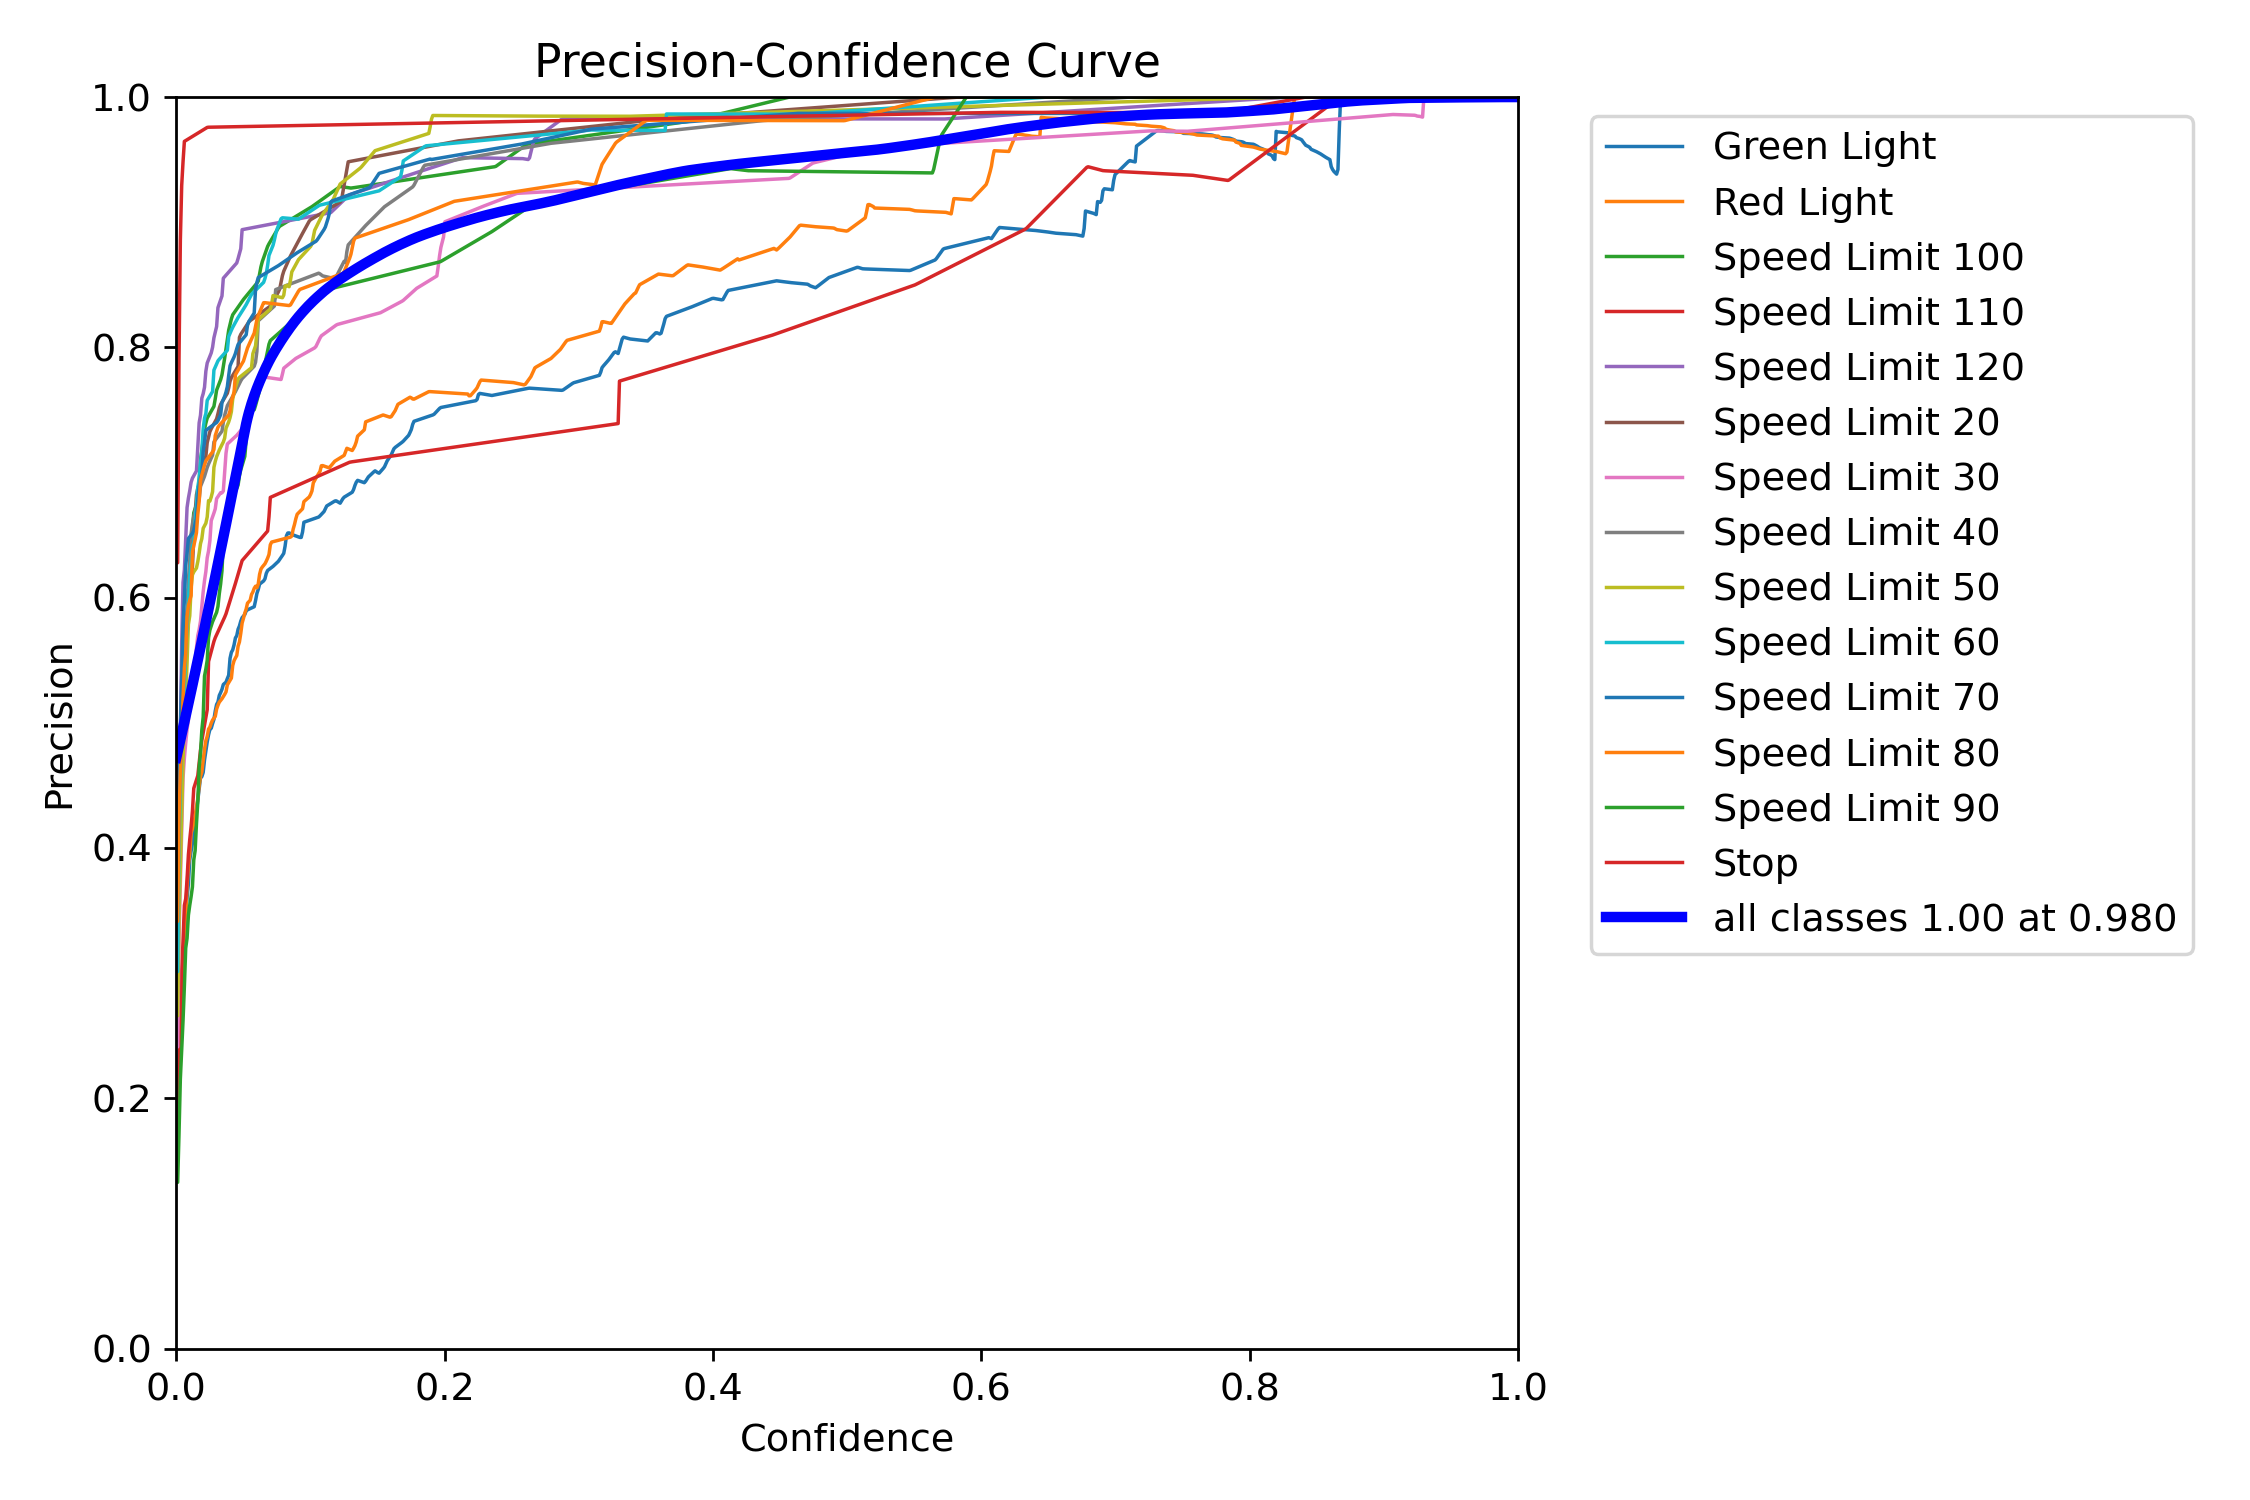 Precision-Confidence Curve
1.0
0.8
0.6
0.4
0.2
0.0
Precision
0.0 0.2 0.4 0.6 0.8 1.0
Confidence
Green Light
Red Light
Speed Limit 100
Speed Limit 110
Speed Limit 120
Speed Limit 20
Speed Limit 30
Speed Limit 40
Speed Limit 50
Speed Limit 60
Speed Limit 70
Speed Limit 80
Speed Limit 90
Stop
all classes 1.00 at 0.980